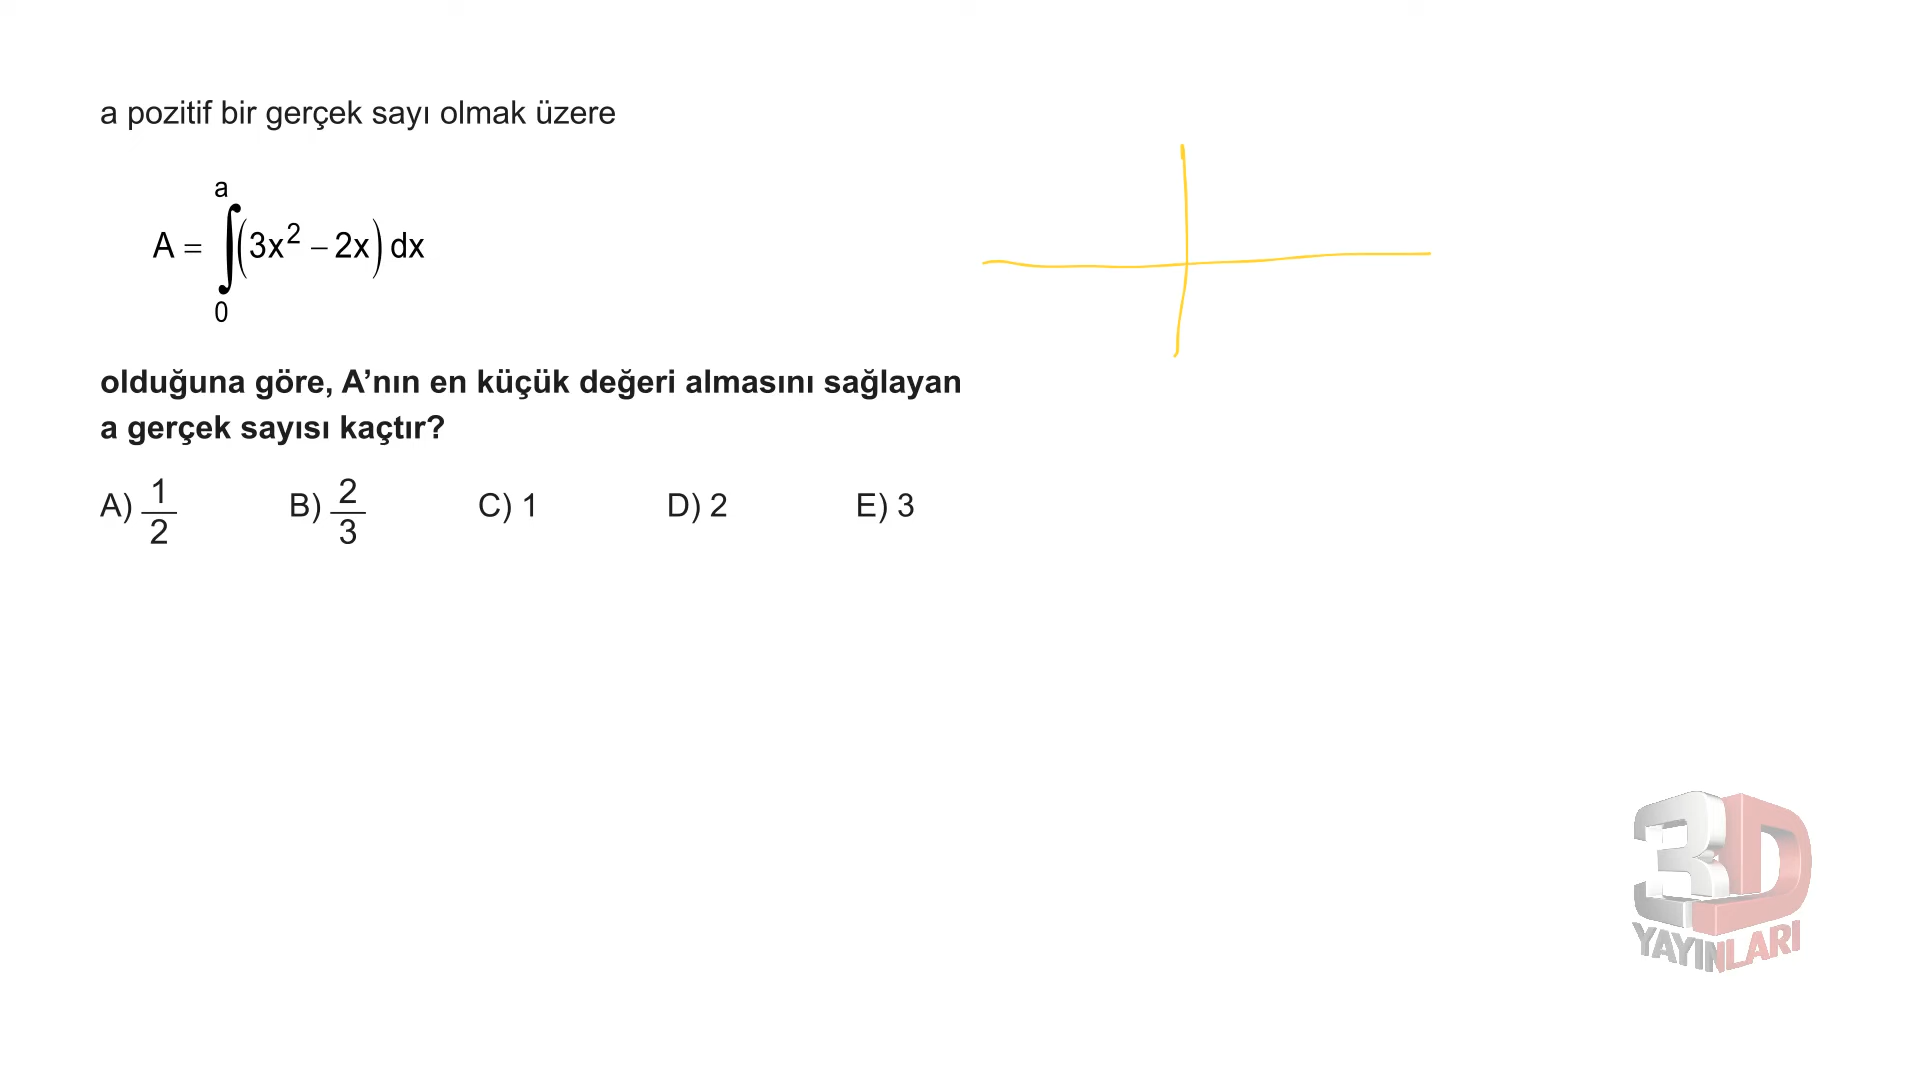 a pozitif bir gerçek sayı olmak üzere
A = ∫₀ᵃ (3x² – 2x) dx
olduğuna göre, A’nın en küçük değeri almasını sağlayan
a gerçek sayısı kaçtır?
A) 1/2 B) 2/3 C) 1 D) 2 E) 3
3D
YAYINLARI